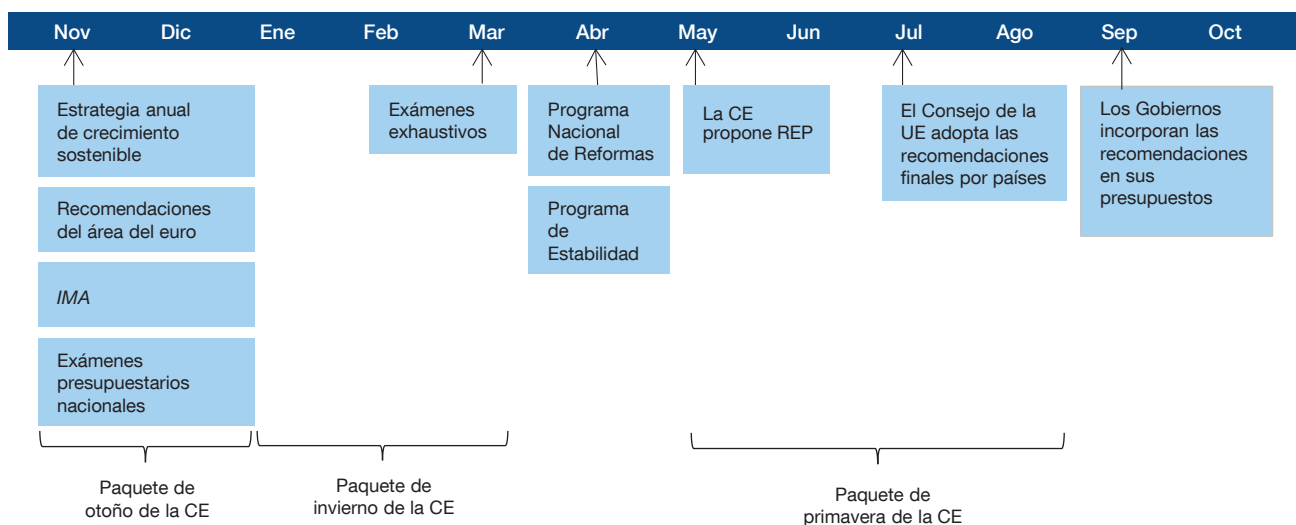 Nov Dic Ene Feb Mar Abr May Jun Jul Ago Sep Oct
Estrategia anual
de crecimiento
sostenible
Recomendaciones
del área del euro
IMA
Exámenes
presupuestarios
nacionales
Exámenes
exhaustivos
Programa
Nacional
de Reformas
Programa
de
Estabilidad
La CE
propone REP
El Consejo de la
UE adopta las
recomendaciones
finales por países
Los Gobiernos
incorporan las
recomendaciones
en sus
presupuestos
Paquete de
otoño de la CE
Paquete de
invierno de la CE
Paquete de
primavera de la CE